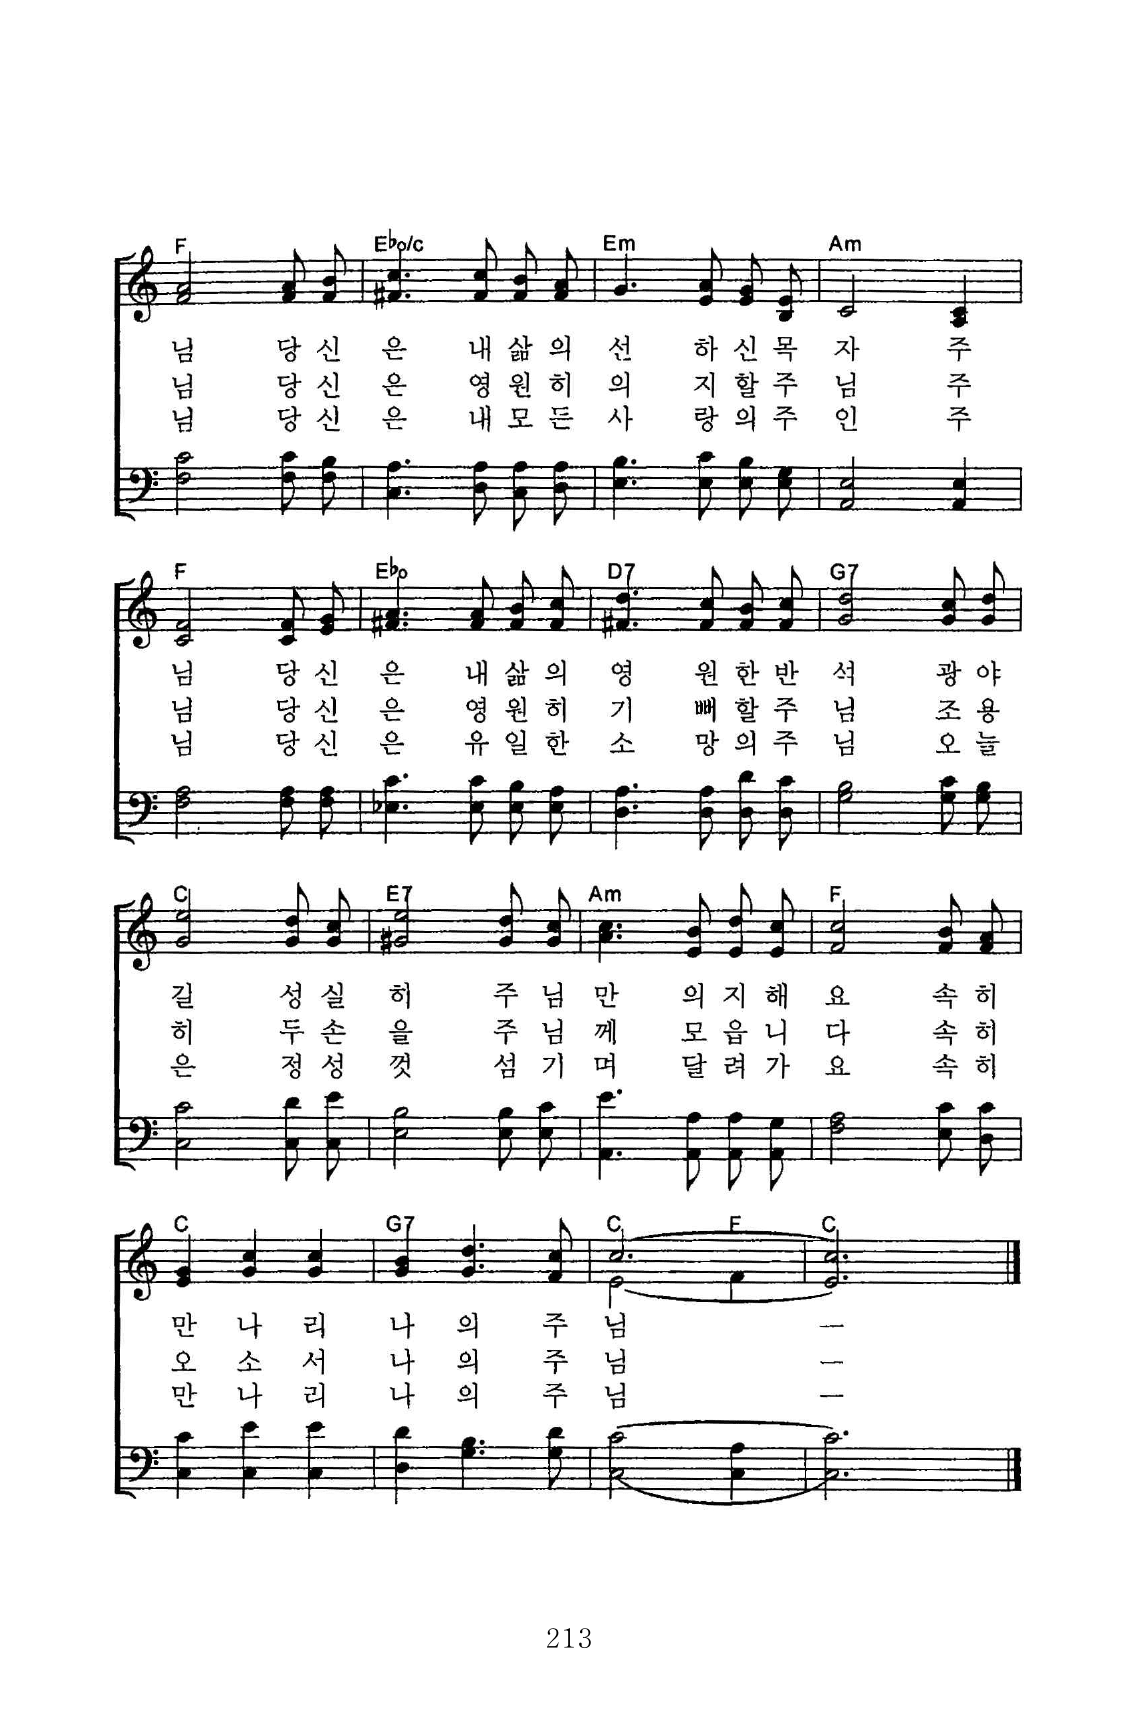 F E♭o/c Em Am
님 당 신 은 내 삶 의 선 하 신 목 자 주
님 당 신 은 영 원 히 의 지 할 주 님 주
님 당 신 은 내 모 든 사 랑 의 주 인 주
F E♭o D7 G7
님 당 신 은 내 삶 의 영 원 한 반 석 광 야
님 당 신 은 영 원 히 기 뻐 할 주 님 조 용
님 당 신 은 유 일 한 소 망 의 주 님 오 늘
C E7 Am F
길 성 실 히 주 님 만 의 지 해 요 속 히
히 두 손 을 주 님 께 모 읍 니 다 속 히
은 정 성 껏 섬 기 며 달 려 가 요 속 히
C G7 C F C
만 나 리 나 의 주 님 ㅡ
오 소 서 나 의 주 님 ㅡ
만 나 리 나 의 주 님 ㅡ
213